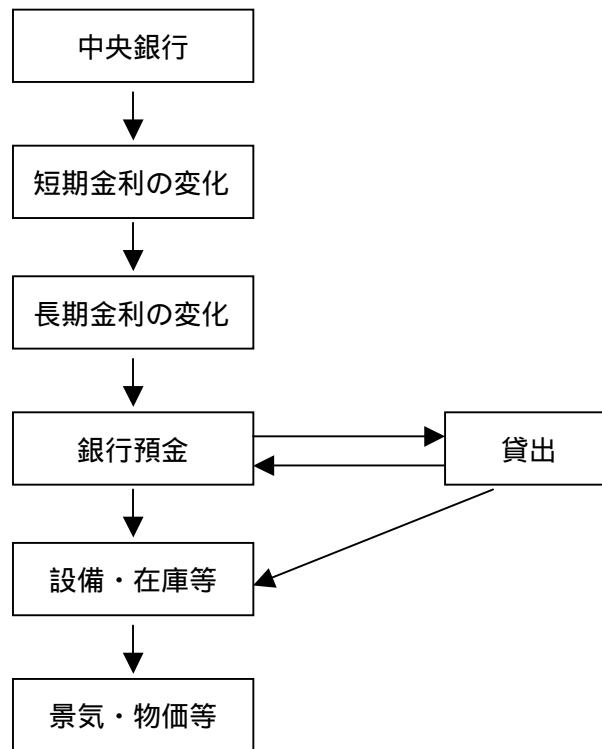 中央銀行
短期金利の変化
長期金利の変化
銀行預金
貸出
設備・在庫等
景気・物価等